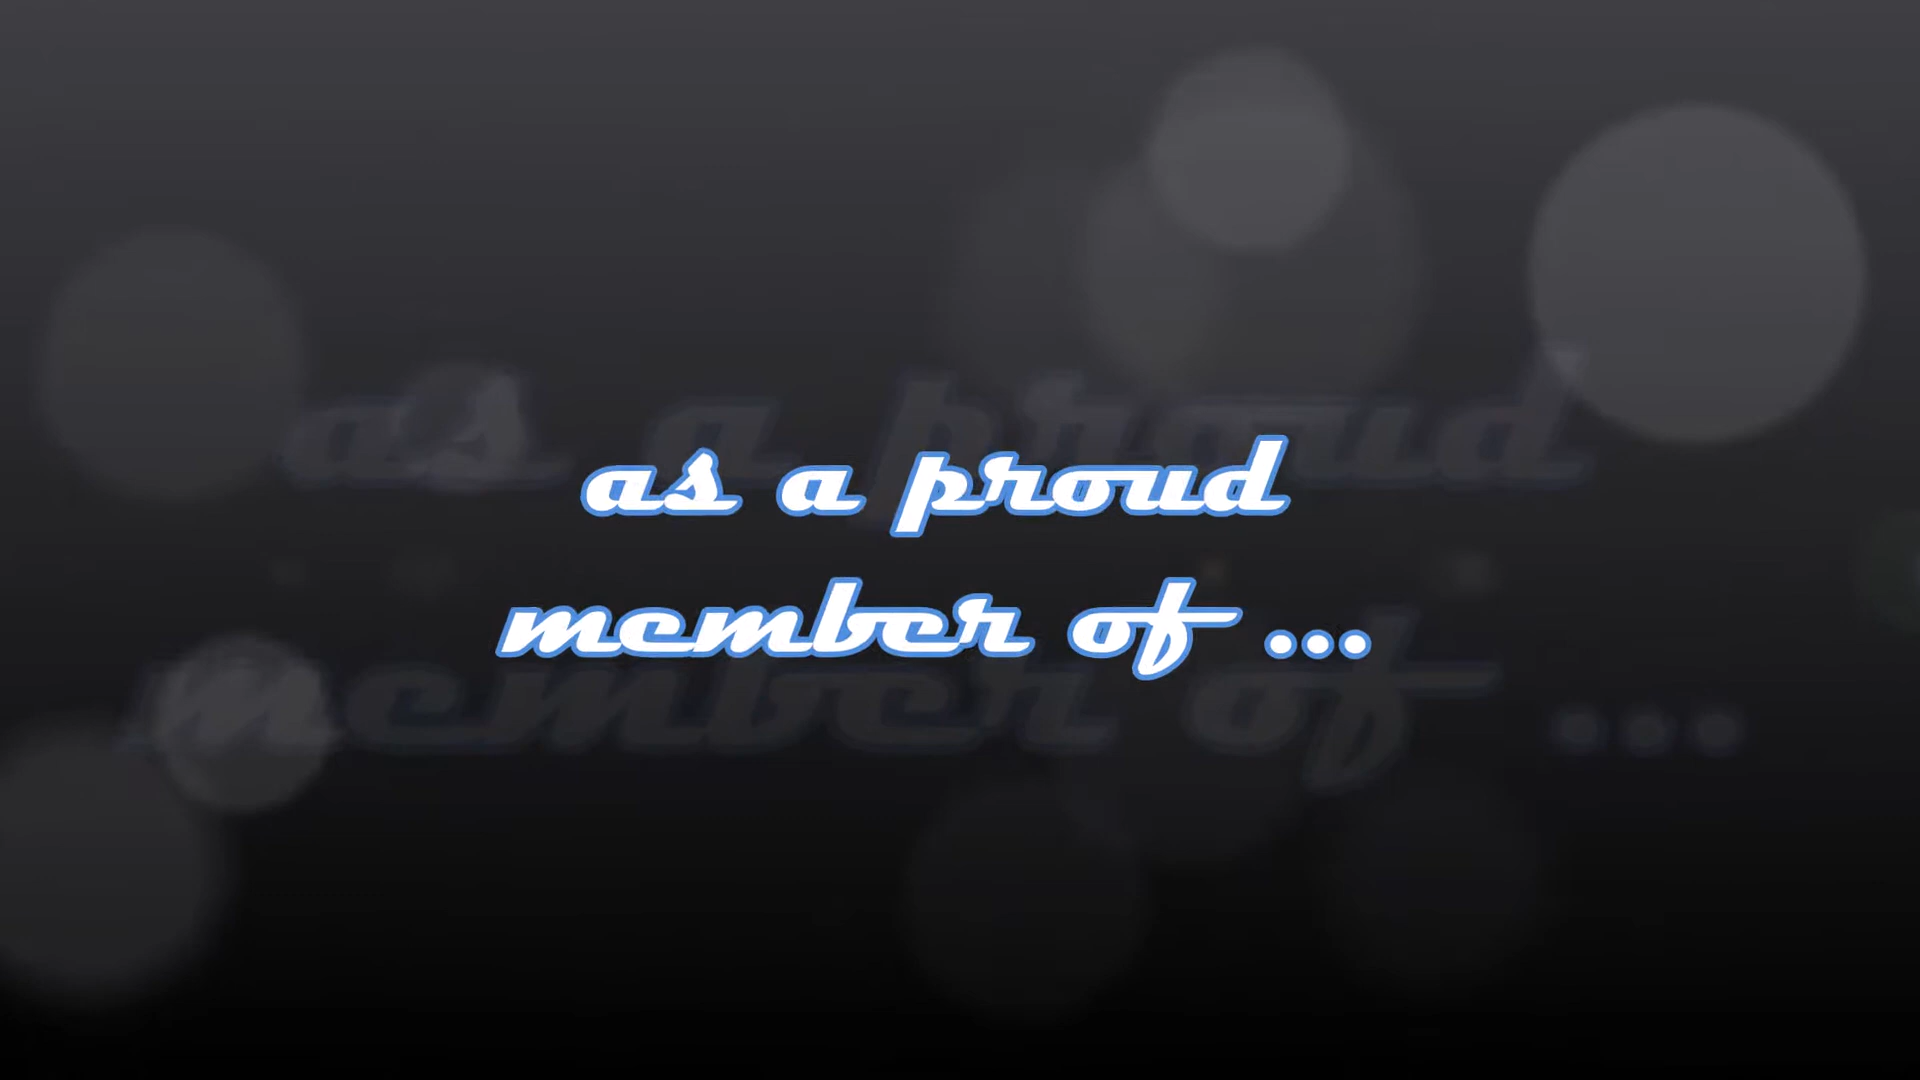 as a proud
member of ...